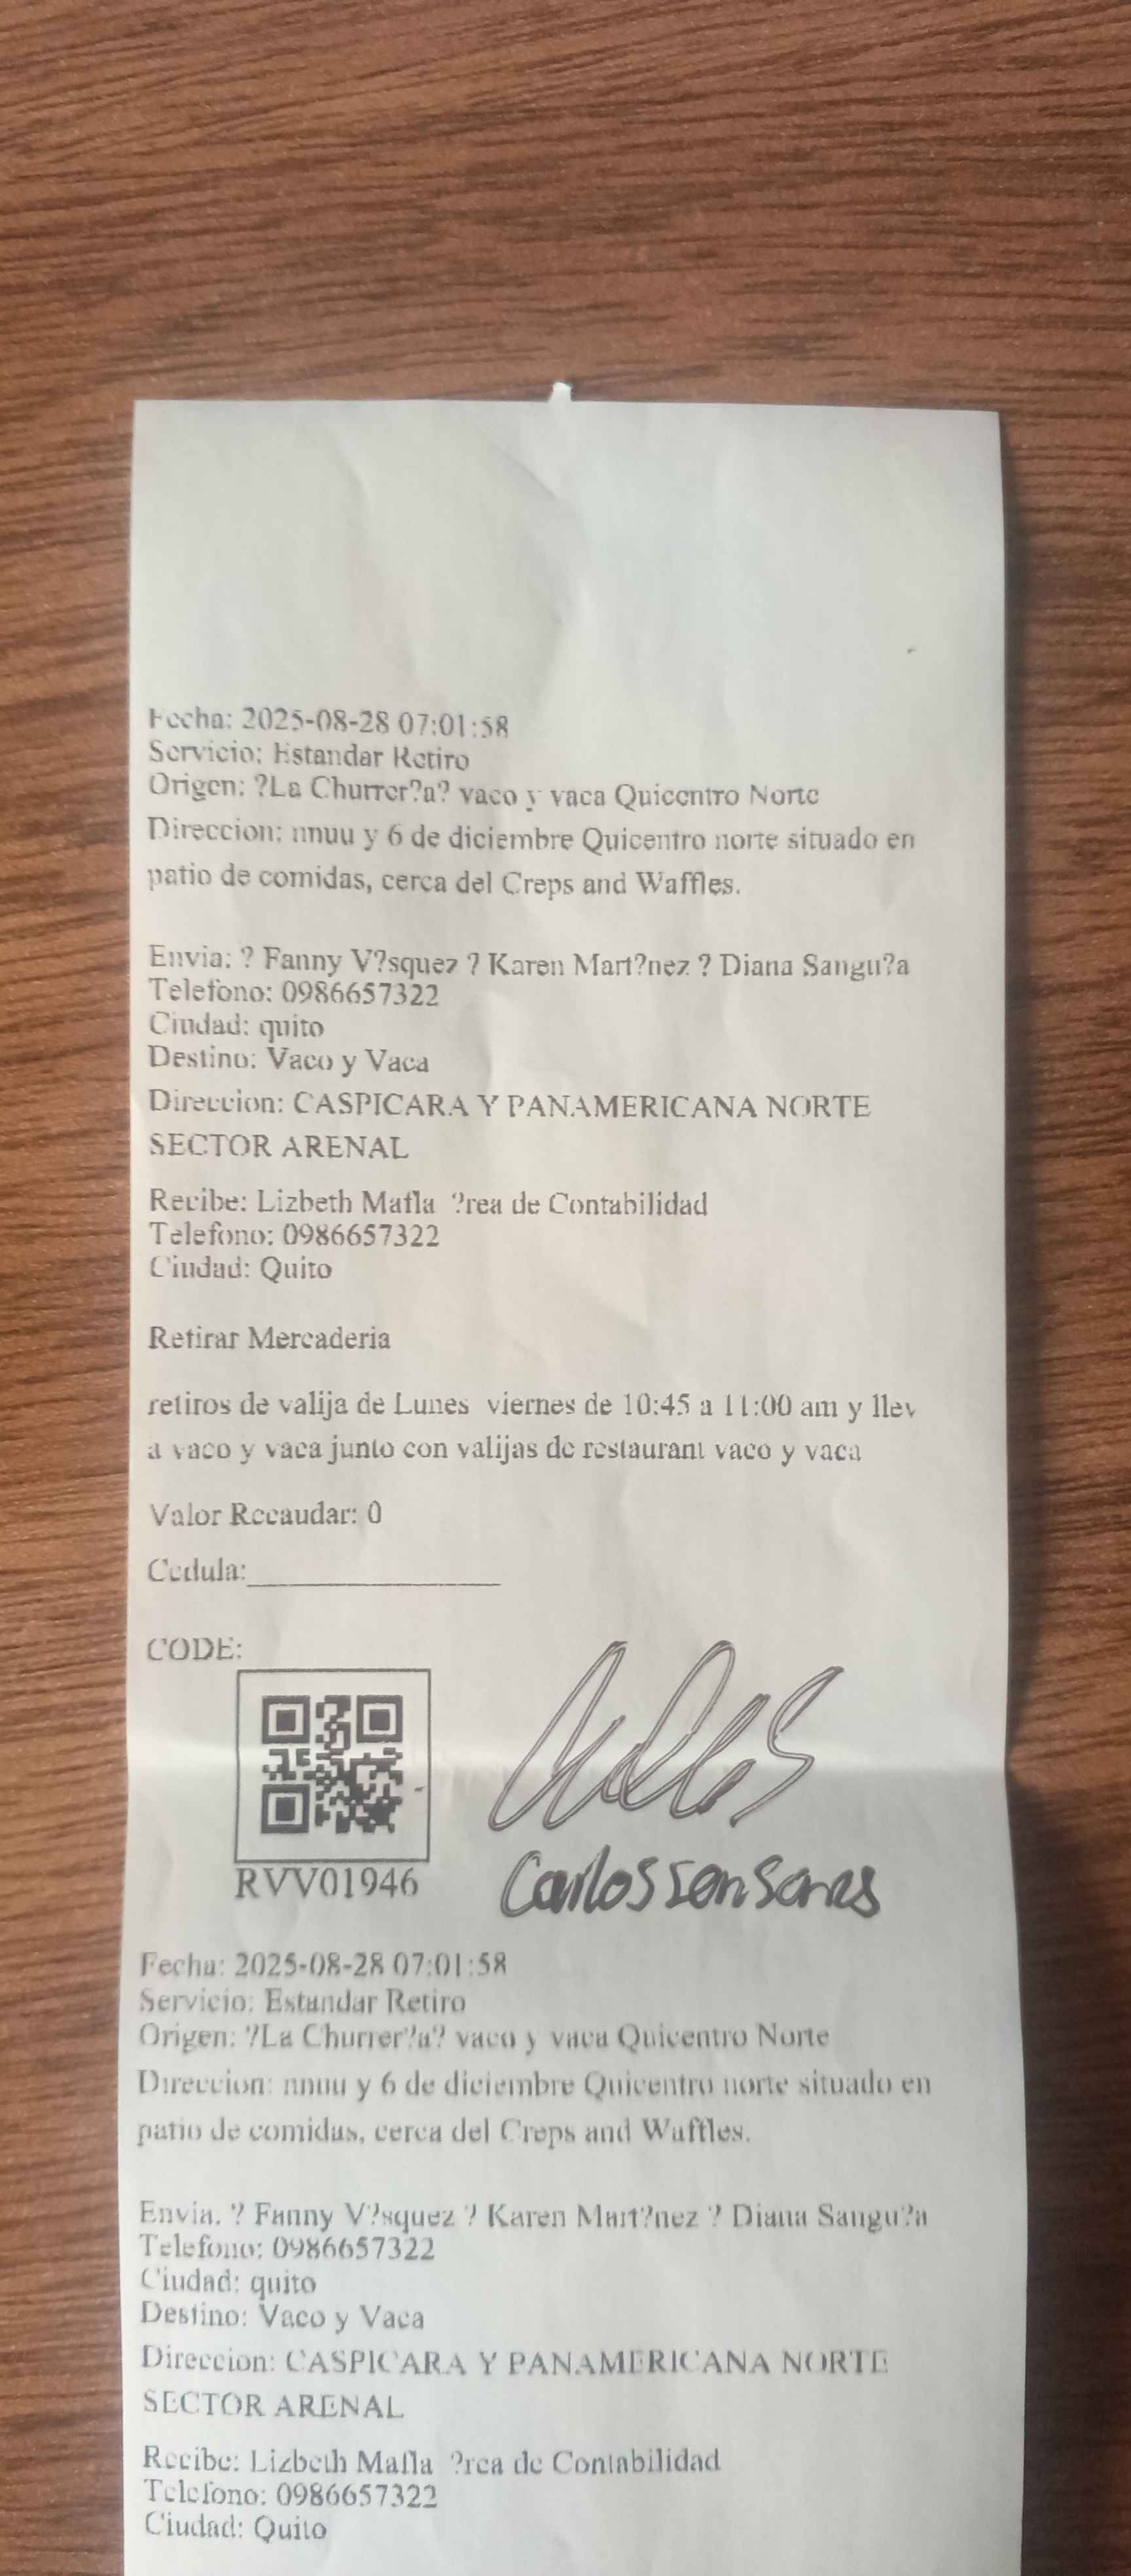 Fecha: 2025-08-28 07:01:58
Servicio: Estandar Retiro
Origen: ?La Churrer?a? vaco y vaca Quicentro Norte
Direccion: nnuu y 6 de diciembre Quicentro norte situado en
patio de comidas, cerca del Creps and Waffles.
Envia: ? Fanny V?squez ? Karen Mart?nez ? Diana Sangu?a
Telefono: 0986657322
Ciudad: quito
Destino: Vaco y Vaca
Direccion: CASPICARA Y PANAMERICANA NORTE
SECTOR ARENAL
Recibe: Lizbeth Mafla ?rea de Contabilidad
Telefono: 0986657322
Ciudad: Quito
Retirar Mercaderia
retiros de valija de Lunes viernes de 10:45 a 11:00 am y llev
a vaco y vaca junto con valijas de restaurant vaco y vaca
Valor Recaudar: 0
Cedula:
CODE:
RVV01946
Carlos
Fecha: 2025-08-28 07:01:58
Servicio: Estandar Retiro
Origen: ?La Churrer?a? vaco y vaca Quicentro Norte
Direccion: nnuu y 6 de diciembre Quicentro norte situado en
patio de comidas, cerca del Creps and Waffles.
Envia: ? Fanny V?squez ? Karen Mart?nez ? Diana Sangu?a
Telefono: 0986657322
Ciudad: quito
Destino: Vaco y Vaca
Direccion: CASPICARA Y PANAMERICANA NORTE
SECTOR ARENAL
Recibe: Lizbeth Mafla ?rea de Contabilidad
Telefono: 0986657322
Ciudad: Quito